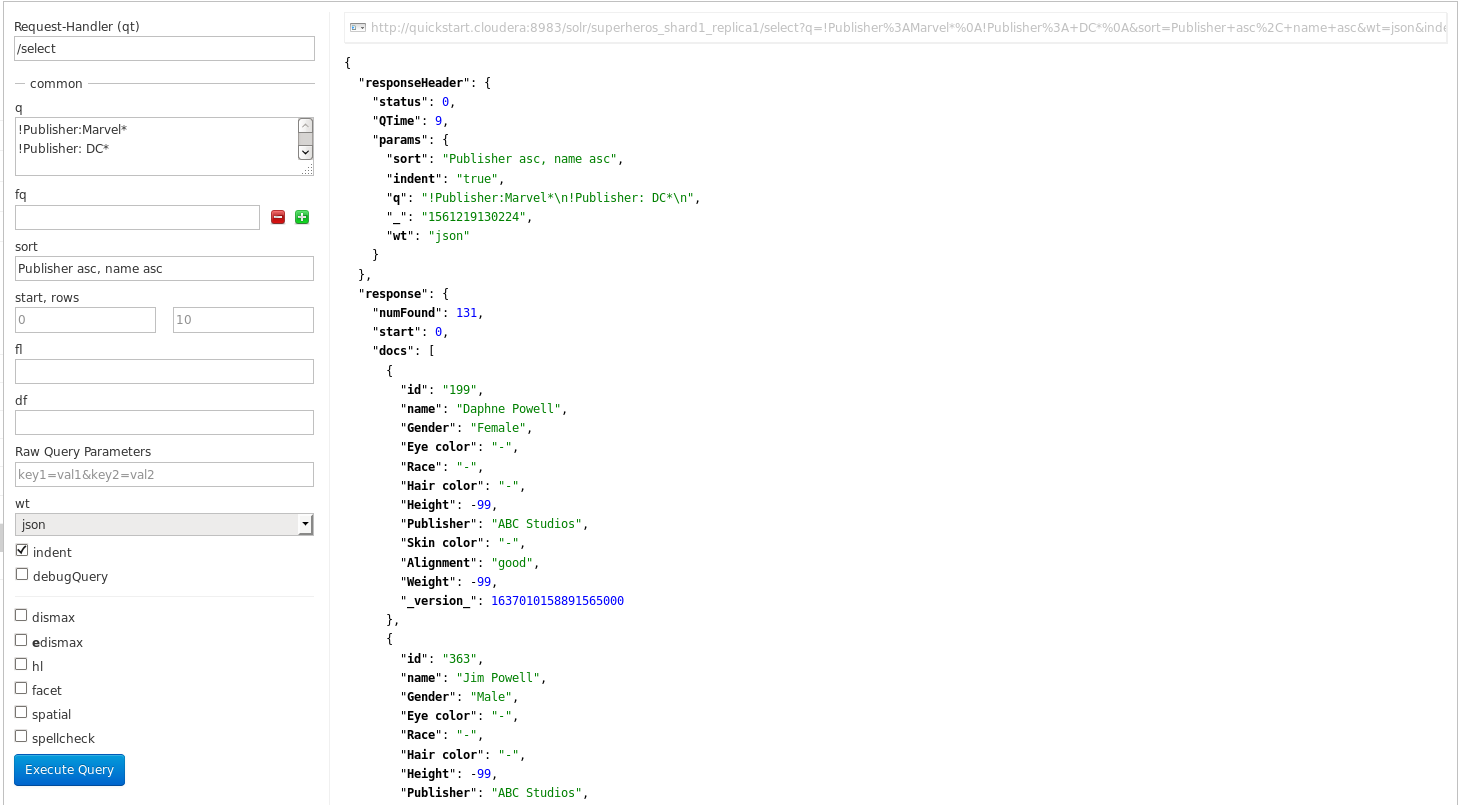 Request-Handler (qt)
/select
common
q
!Publisher:Marvel*
!Publisher: DC*
fq
sort
Publisher asc, name asc
start, rows
0 10
fl
df
Raw Query Parameters
key1=val1&key2=val2
wt
json
indent
debugQuery
dismax
edismax
hl
facet
spatial
spellcheck
Execute Query
http://quickstart.cloudera:8983/solr/superheros_shard1_replica1/select?q=!Publisher%3AMarvel*%0A!Publisher%3A+DC*%0A&sort=Publisher+asc%2C+name+asc&wt=json&inde
{
"responseHeader": {
"status": 0,
"QTime": 9,
"params": {
"sort": "Publisher asc, name asc",
"indent": "true",
"q": "!Publisher:Marvel*\n!Publisher: DC*\n",
"_": "1561219130224",
"wt": "json"
}
},
"response": {
"numFound": 131,
"start": 0,
"docs": [
{
"id": "199",
"name": "Daphne Powell",
"Gender": "Female",
"Eye color": "-",
"Race": "-",
"Hair color": "-",
"Height": -99,
"Publisher": "ABC Studios",
"Skin color": "-",
"Alignment": "good",
"Weight": -99,
"_version_": 1637010158891565000
},
{
"id": "363",
"name": "Jim Powell",
"Gender": "Male",
"Eye color": "-",
"Race": "-",
"Hair color": "-",
"Height": -99,
"Publisher": "ABC Studios",